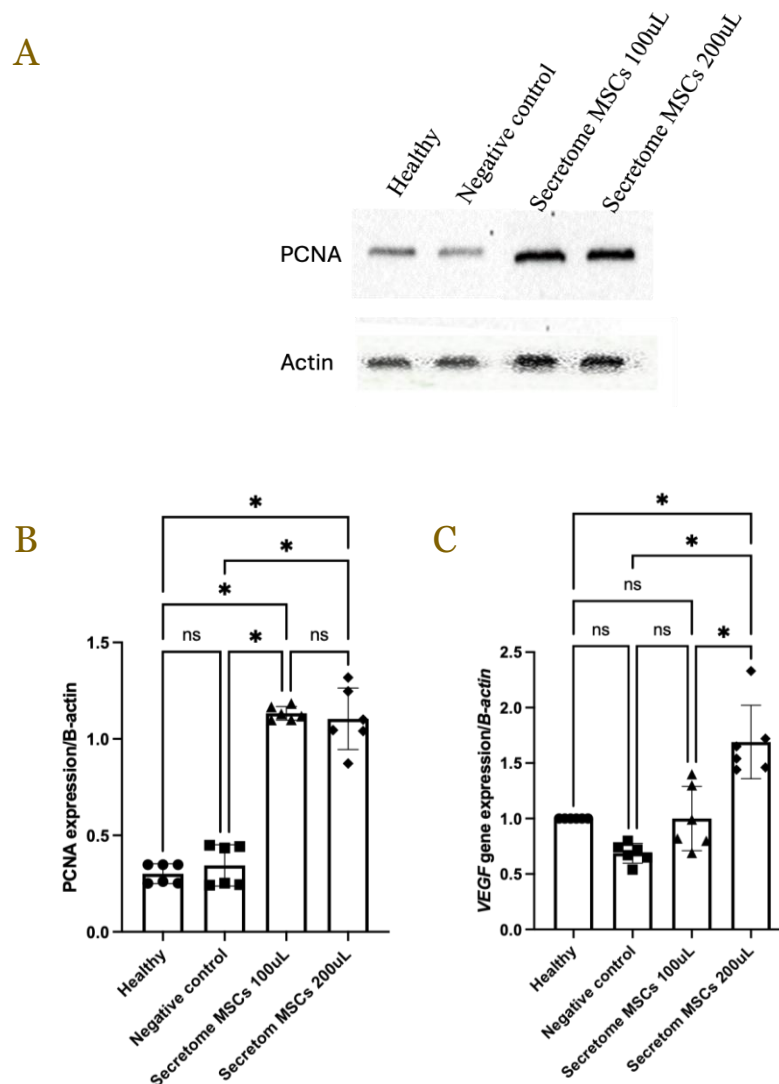 A
Healthy
Negative control
Secretome MSCs 100uL
Secretome MSCs 200uL
PCNA
Actin
B
*
*
*
ns
*
ns
PCNA expression/B-actin
1.5
1.0
0.5
0.0
Healthy
Negative control
Secretome MSCs 100uL
Secretom MSCs 200uL
C
*
*
ns
ns
ns
*
VEGF gene expression/B-actin
2.5
2.0
1.5
1.0
0.5
0.0
Healthy
Negative control
Secretome MSCs 100uL
Secretom MSCs 200uL